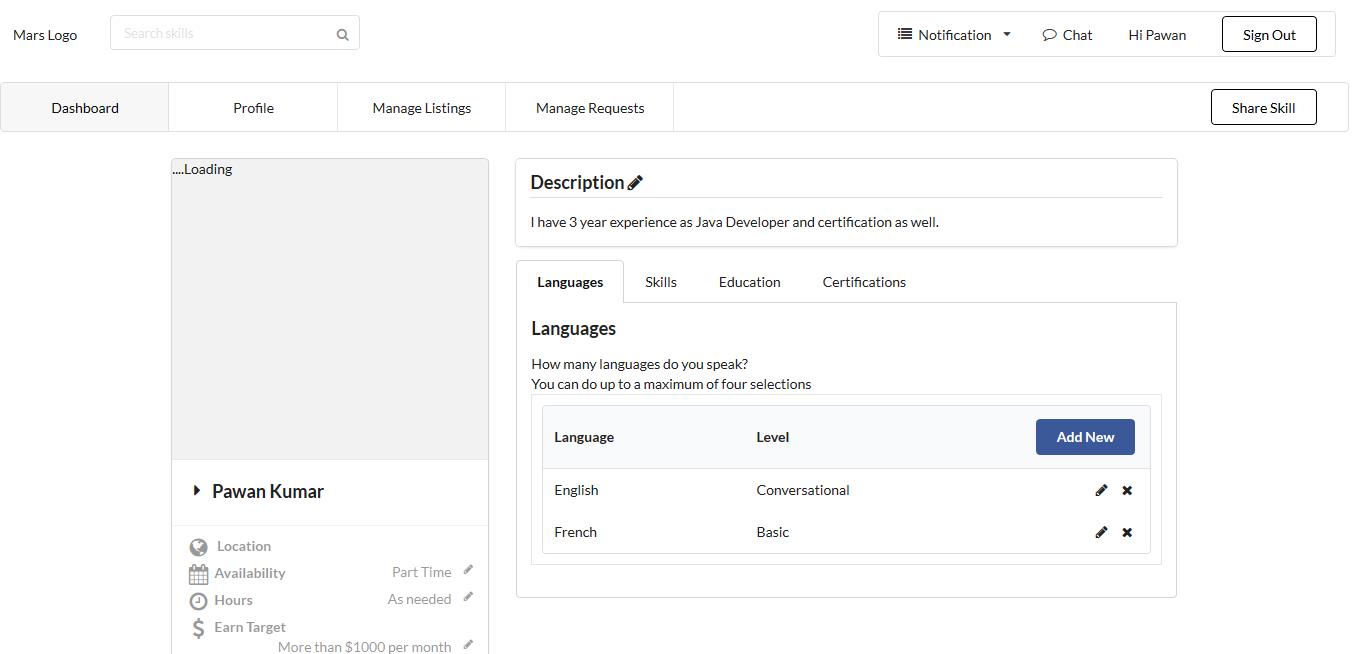 Mars Logo
Search skills
Notification
Chat
Hi Pawan
Sign Out
Dashboard
Profile
Manage Listings
Manage Requests
Share Skill
....Loading
Pawan Kumar
Location
Availability
Part Time
Hours
As needed
Earn Target
More than $1000 per month
Description
I have 3 year experience as Java Developer and certification as well.
Languages
Skills
Education
Certifications
Languages
How many languages do you speak?
You can do up to a maximum of four selections
Language
Level
Add New
English
Conversational
French
Basic